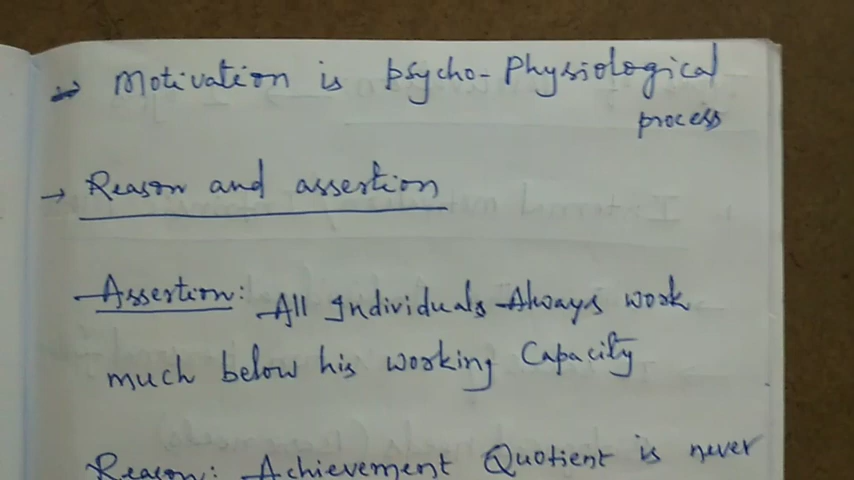 → Motivation is psycho-Physiological
process
→ Reason and assertion
Assertion: All Individuals Always work
much below his working Capacity
Reason: Achievement Quotient is never